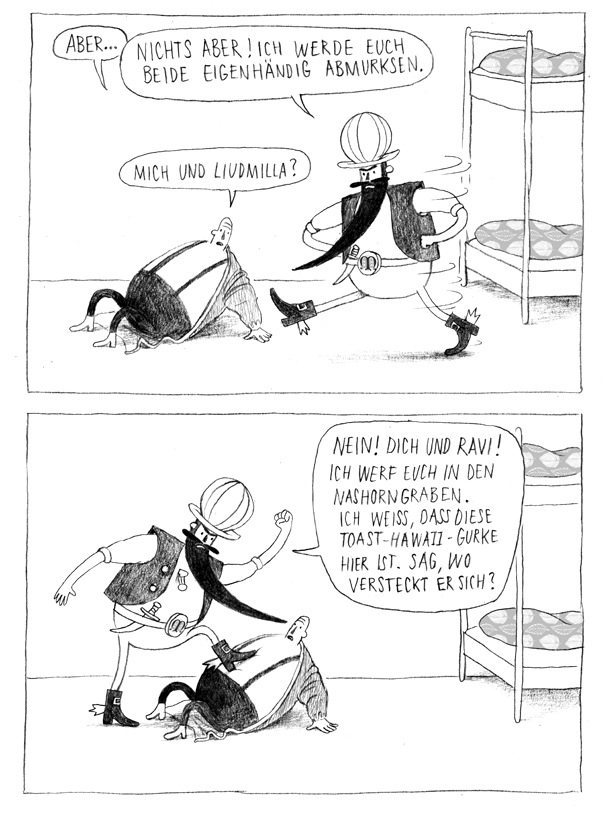 ABER...
NICHTS ABER! ICH WERDE EUCH
BEIDE EIGENHÄNDIG ABMURKSEN.
MICH UND LIUDMILLA?
NEIN! DICH UND RAVI!
ICH WERF EUCH IN DEN
NASHORNGRABEN.
ICH WEISS, DASS DIESE
TOAST-HAWAII-GURKE
HIER IST. SAG, WO
VERSTECKT ER SICH?